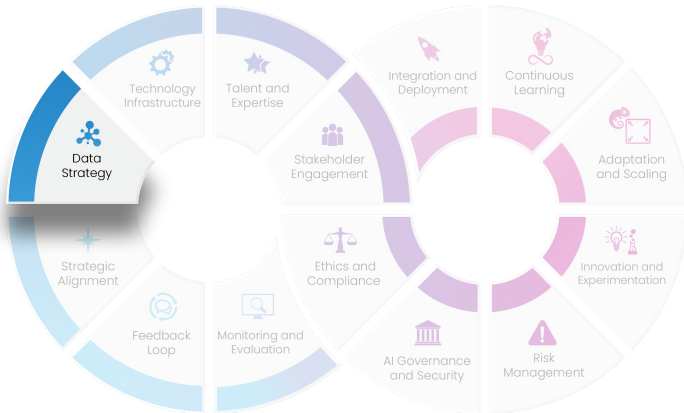 Technology
Infrastructure
Talent and
Expertise
Integration and
Deployment
Continuous
Learning
Data
Strategy
Stakeholder
Engagement
Adaptation
and Scaling
Strategic
Alignment
Ethics and
Compliance
Innovation and
Experimentation
Feedback
Loop
Monitoring and
Evaluation
AI Governance
and Security
Risk
Management